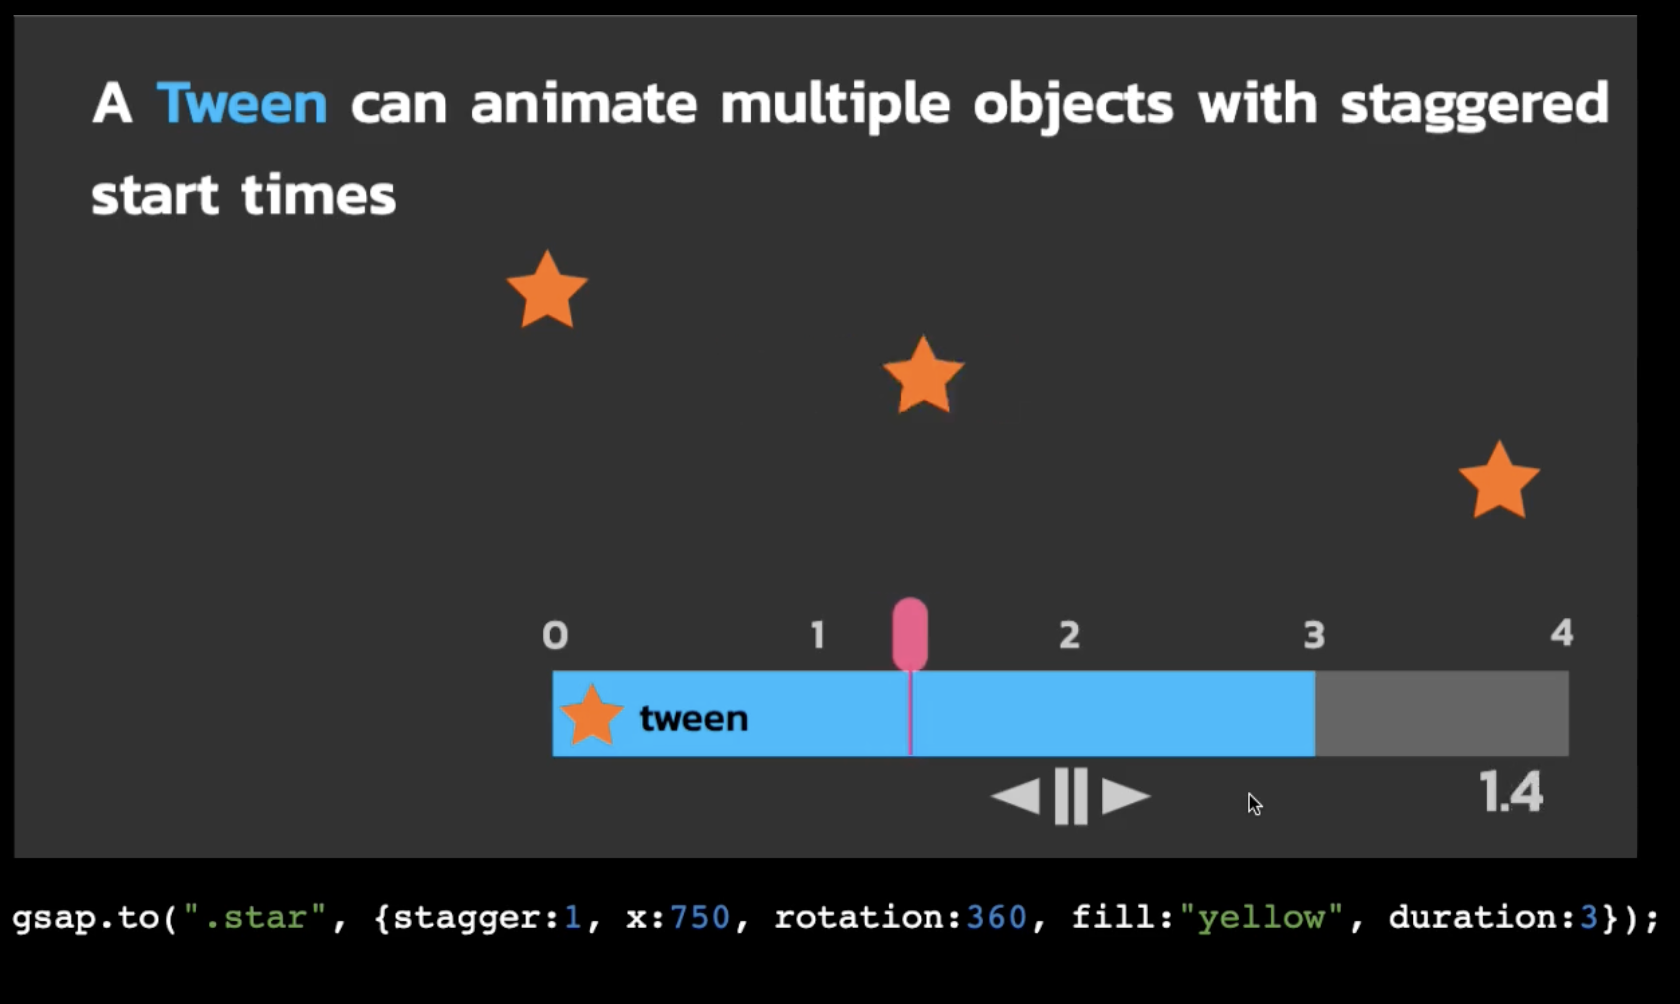 A Tween can animate multiple objects with staggered
start times
0 1 2 3 4
tween
1.4
gsap.to(".star", {stagger:1, x:750, rotation:360, fill:"yellow", duration:3});